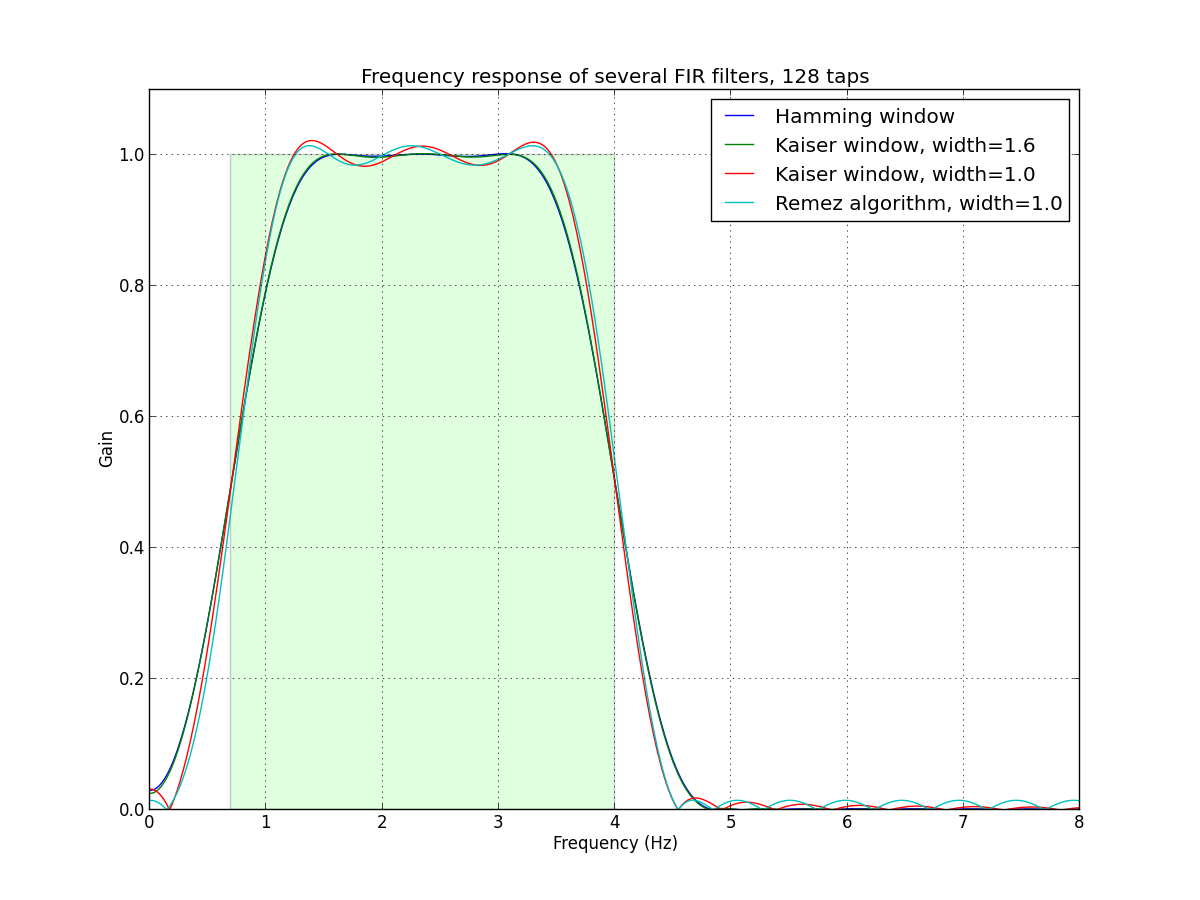 Frequency response of several FIR filters, 128 taps
Hamming window
Kaiser window, width=1.6
Kaiser window, width=1.0
Remez algorithm, width=1.0
1.0
0.8
0.6
0.4
0.2
0.0
Gain
0 1 2 3 4 5 6 7 8
Frequency (Hz)